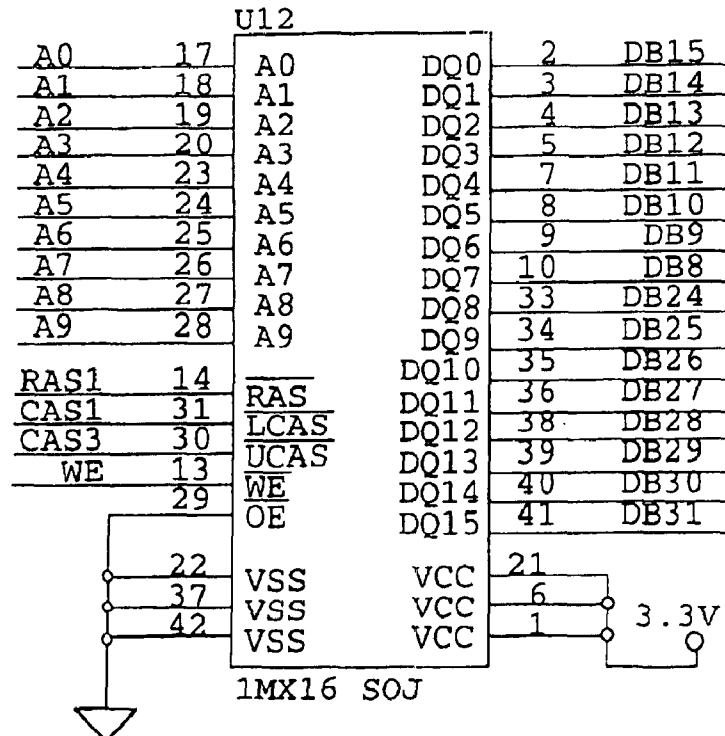 U12
A0 17 A0 DQ0 2 DB15
A1 18 A1 DQ1 3 DB14
A2 19 A2 DQ2 4 DB13
A3 20 A3 DQ3 5 DB12
A4 23 A4 DQ4 7 DB11
A5 24 A5 DQ5 8 DB10
A6 25 A6 DQ6 9 DB9
A7 26 A7 DQ7 10 DB8
A8 27 A8 DQ8 33 DB24
A9 28 A9 DQ9 34 DB25
DQ10 35 DB26
RAS1 14 RAS DQ11 36 DB27
CAS1 31 LCAS DQ12 38 DB28
CAS3 30 UCAS DQ13 39 DB29
WE 13 WE DQ14 40 DB30
29 OE DQ15 41 DB31
22 VSS VCC 21
37 VSS VCC 6
42 VSS VCC 1 3.3V
1MX16 SOJ